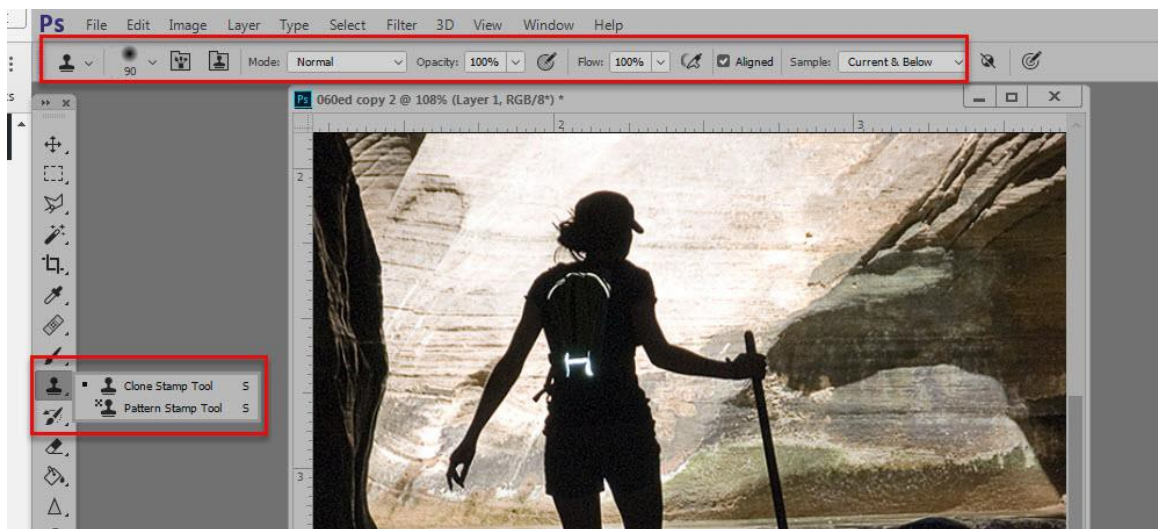 Ps File Edit Image Layer Type Select Filter 3D View Window Help
90 Mode: Normal Opacity: 100% Flow: 100% Aligned Sample: Current & Below
Ps 060ed copy 2 @ 108% (Layer 1, RGB/8*) *
2 3
2
Clone Stamp Tool S
Pattern Stamp Tool S
3